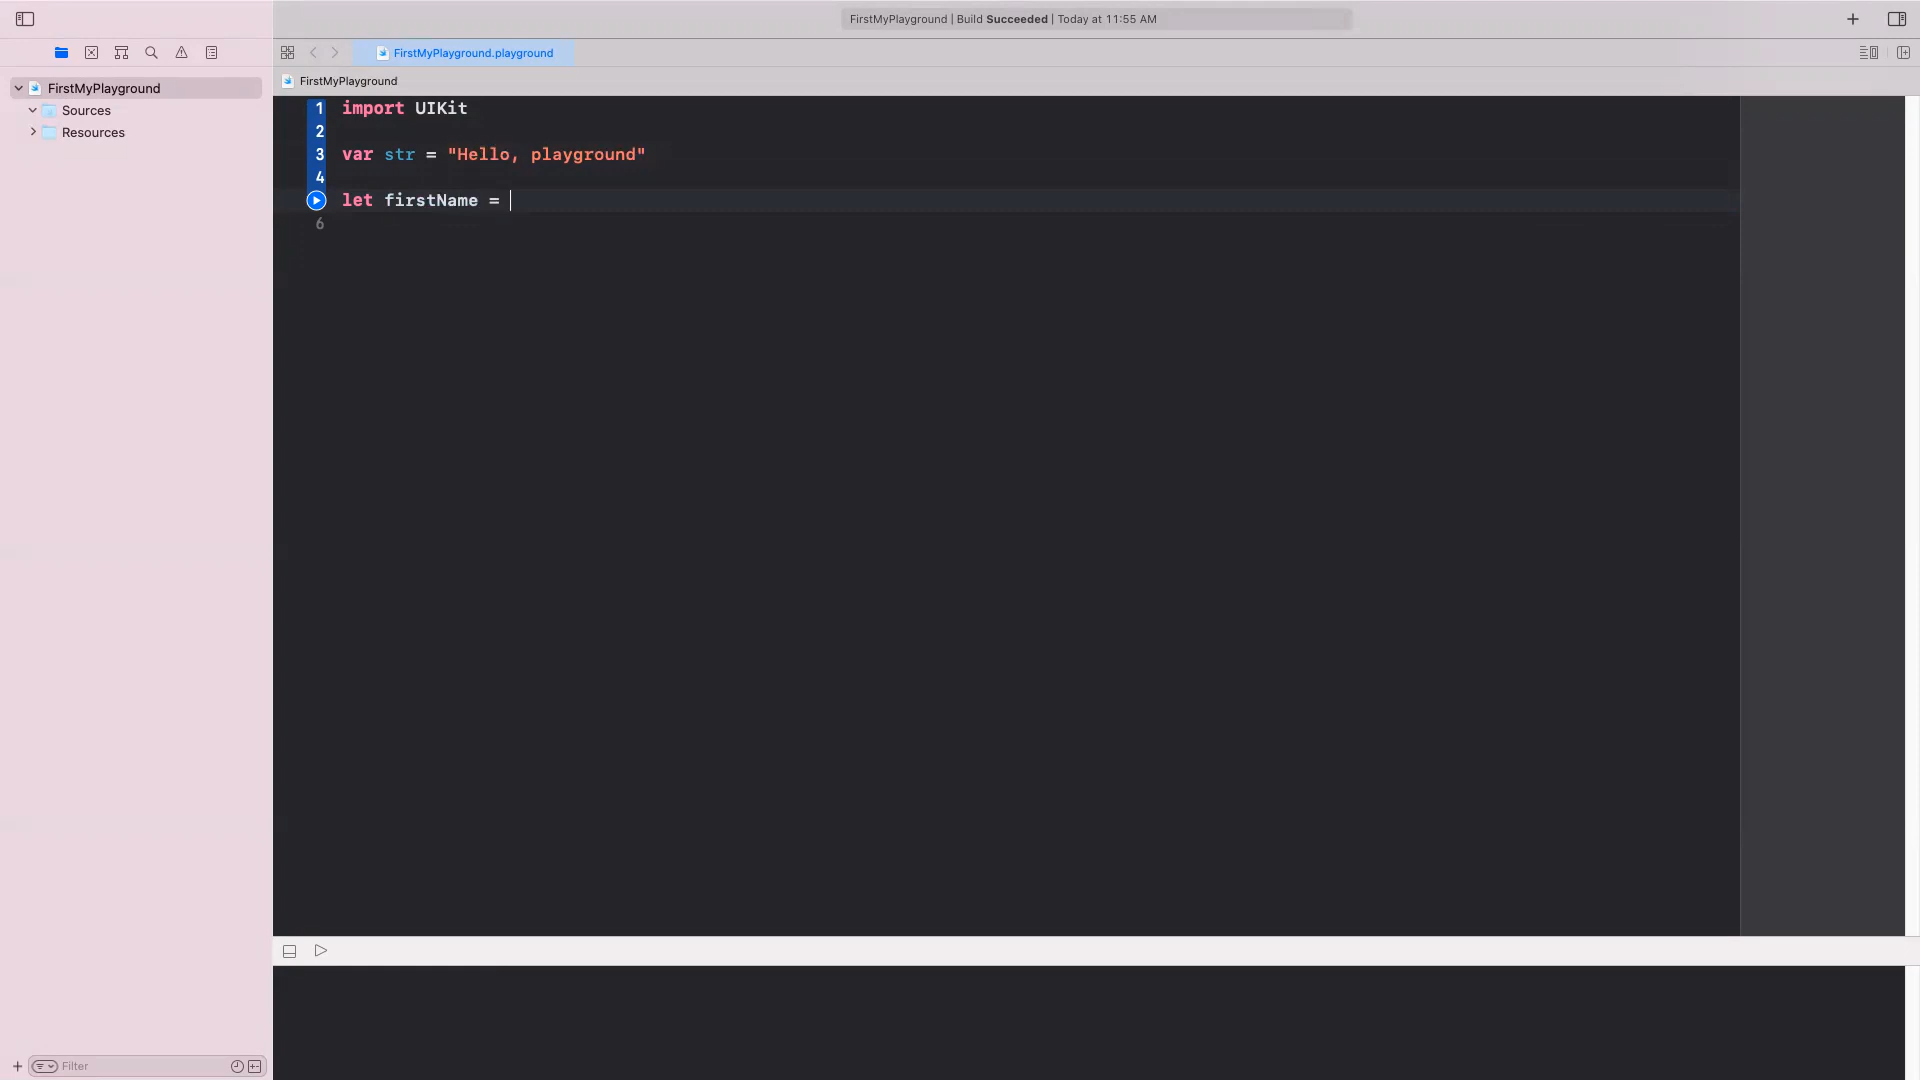 FirstMyPlayground | Build Succeeded | Today at 11:55 AM
FirstMyPlayground.playground
FirstMyPlayground
FirstMyPlayground
Sources
Resources
1 import UIKit
2
3 var str = "Hello, playground"
4
let firstName =
6
Filter